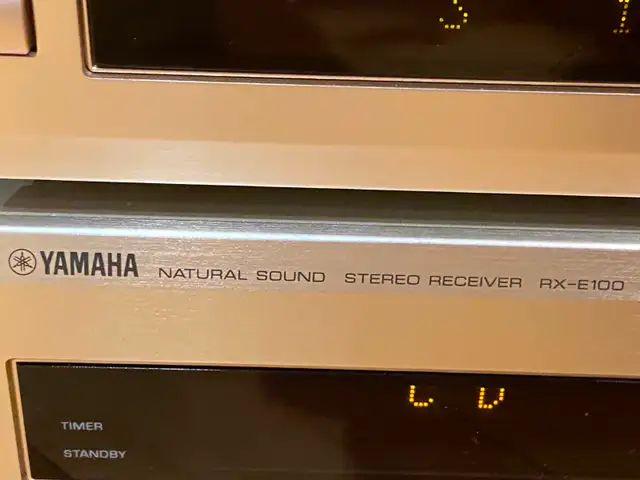 YAMAHA NATURAL SOUND STEREO RECEIVER RX-E100
TIMER
STANDBY